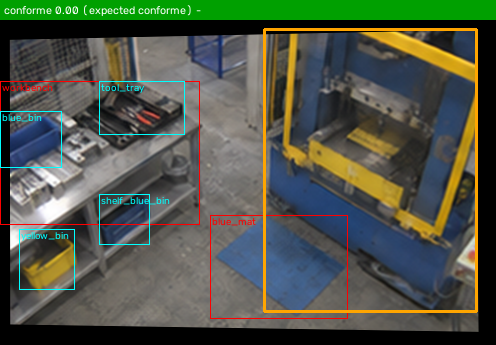 conforme 0.00 (expected conforme) -
workbench
tool_tray
blue_bin
shelf_blue_bin
blue_mat
yellow_bin